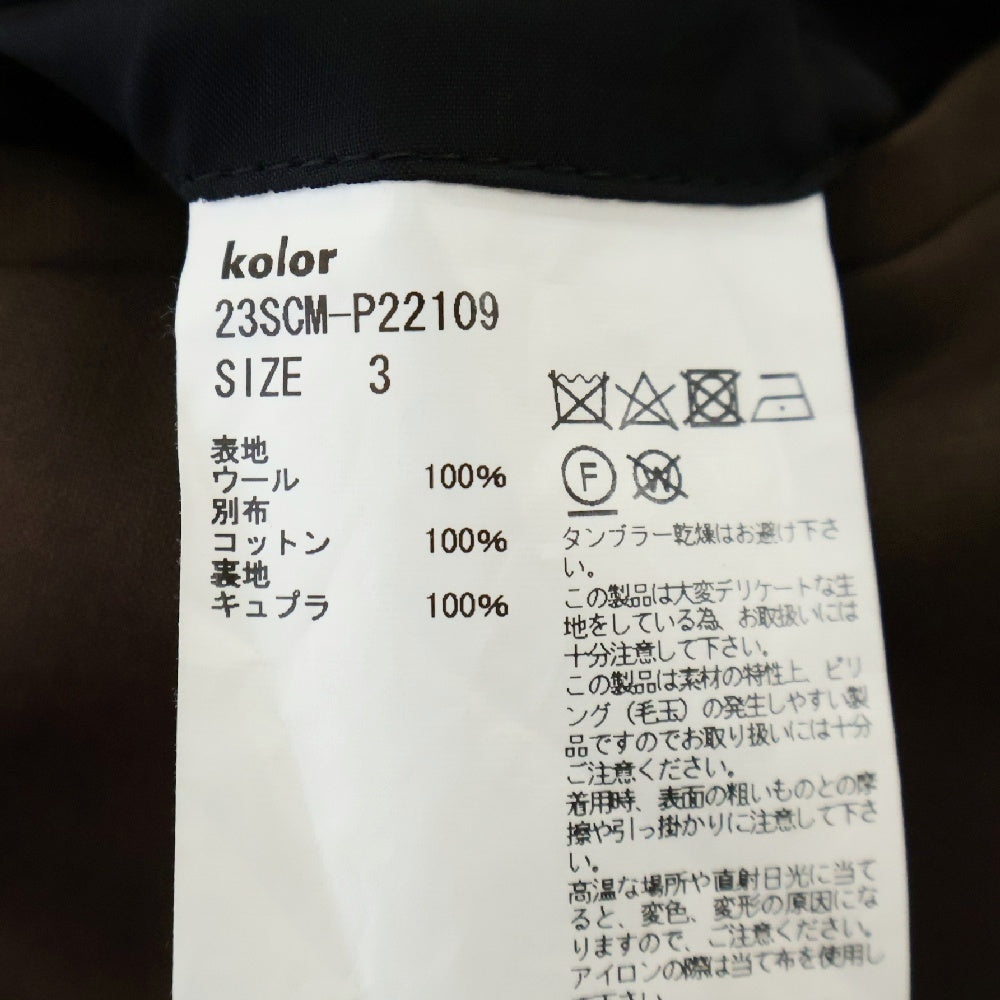 kolor
23SCM-P22109
SIZE 3
表地
ウール 100%
別布
コットン 100%
裏地
キュプラ 100%
F
W
タンブラー乾燥はお避け下さ
い。
この製品は大変デリケートな生
地をしている為、お取扱いには
十分注意して下さい。
この製品は素材の特性上、ピリ
ング（毛玉）の発生しやすい製
品ですのでお取り扱いには十分
ご注意ください。
着用時、表面の粗いものとの摩
擦や引っ掛かりに注意して下さ
い。
高温な場所や直射日光に当て
ると、変色、変形の原因にな
りますので、ご注意ください。
アイロンの際は当て布を使用し